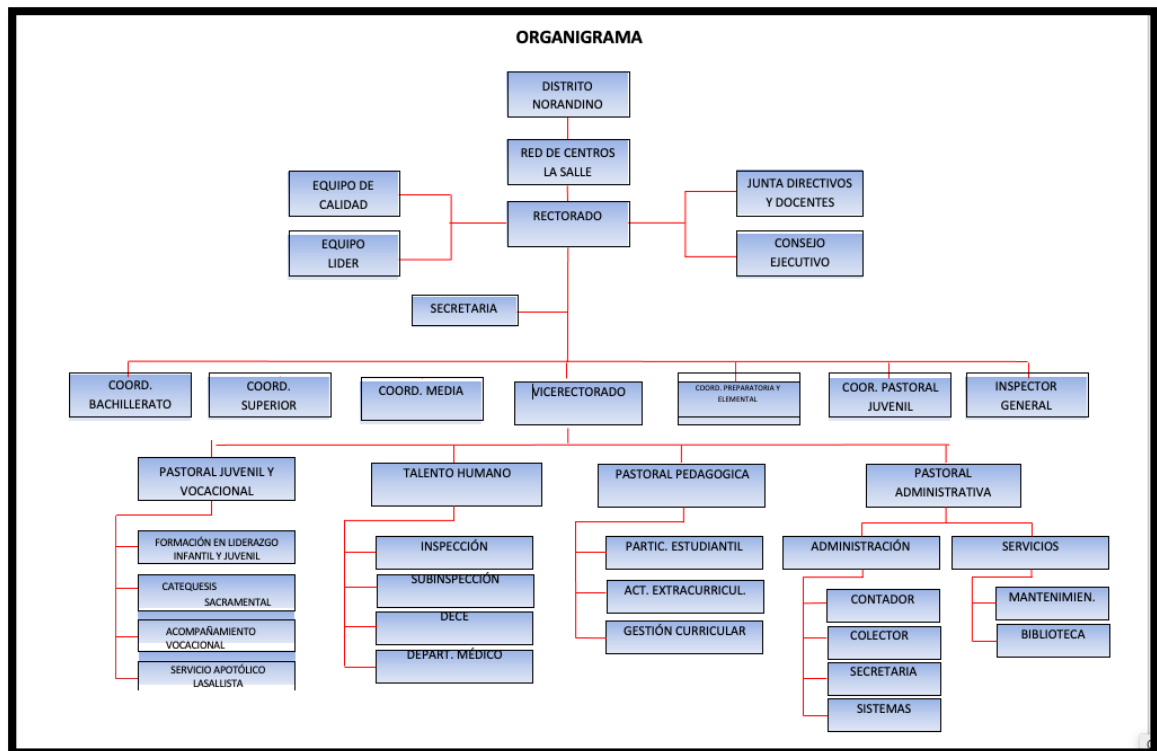 ORGANIGRAMA
DISTRITO
NORANDINO
RED DE CENTROS
LA SALLE
EQUIPO DE
CALIDAD
JUNTA DIRECTIVOS
Y DOCENTES
RECTORADO
EQUIPO
LIDER
CONSEJO
EJECUTIVO
SECRETARIA
COORD.
BACHILLERATO
COORD.
SUPERIOR
COORD. MEDIA
VICERECTORADO
COORD. PREPARATORIA Y
ELEMENTAL
COOR. PASTORAL
JUVENIL
INSPECTOR
GENERAL
PASTORAL JUVENIL Y
VOCACIONAL
TALENTO HUMANO
PASTORAL PEDAGOGICA
PASTORAL
ADMINISTRATIVA
FORMACIÓN EN LIDERAZGO
INFANTIL Y JUVENIL
CATEQUESIS
SACRAMENTAL
ACOMPAÑAMIENTO
VOCACIONAL
SERVICIO APOTÓLICO
LASALLISTA
INSPECCIÓN
SUBINSPECCIÓN
DECE
DEPART. MÉDICO
PARTIC. ESTUDIANTIL
ACT. EXTRACURRICUL.
GESTIÓN CURRICULAR
ADMINISTRACIÓN
CONTADOR
COLECTOR
SECRETARIA
SISTEMAS
SERVICIOS
MANTENIMIEN.
BIBLIOTECA